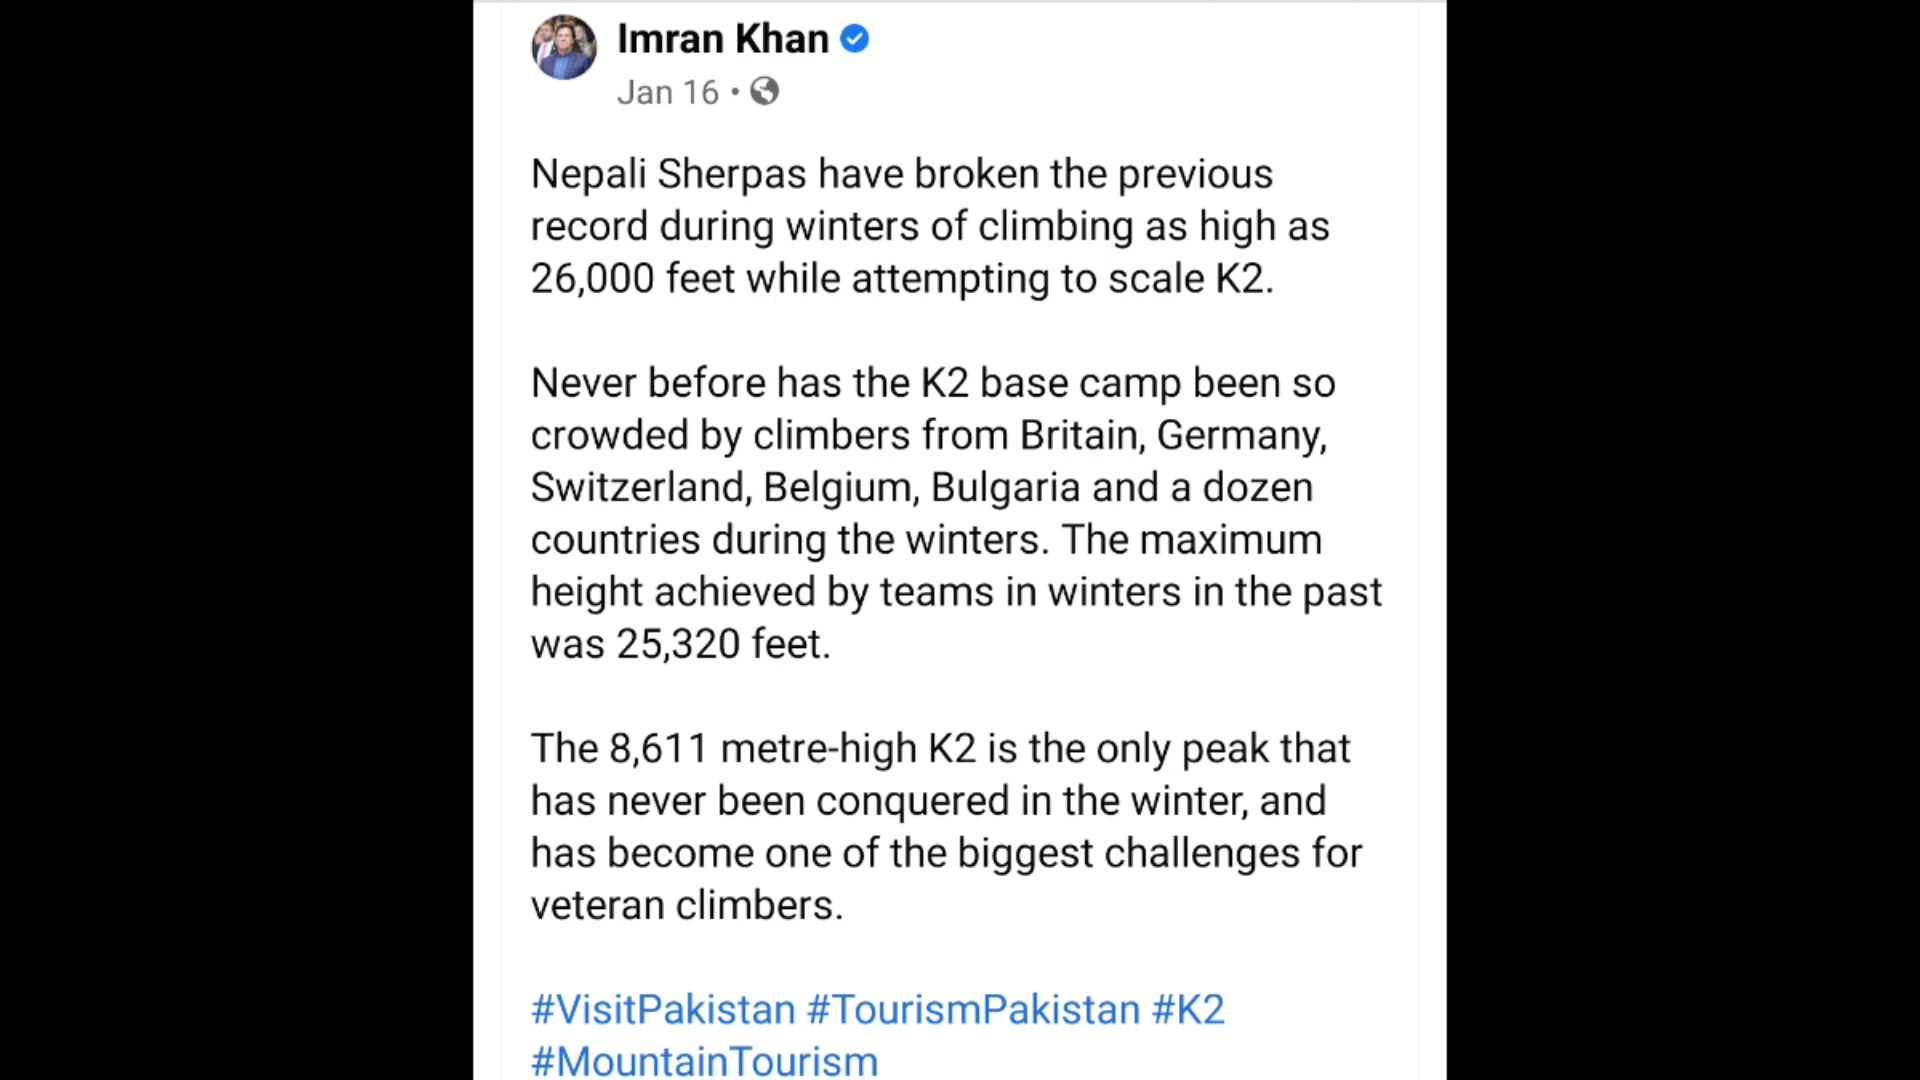 Imran Khan
Jan 16 •
Nepali Sherpas have broken the previous
record during winters of climbing as high as
26,000 feet while attempting to scale K2.
Never before has the K2 base camp been so
crowded by climbers from Britain, Germany,
Switzerland, Belgium, Bulgaria and a dozen
countries during the winters. The maximum
height achieved by teams in winters in the past
was 25,320 feet.
The 8,611 metre-high K2 is the only peak that
has never been conquered in the winter, and
has become one of the biggest challenges for
veteran climbers.
#VisitPakistan #TourismPakistan #K2
#MountainTourism